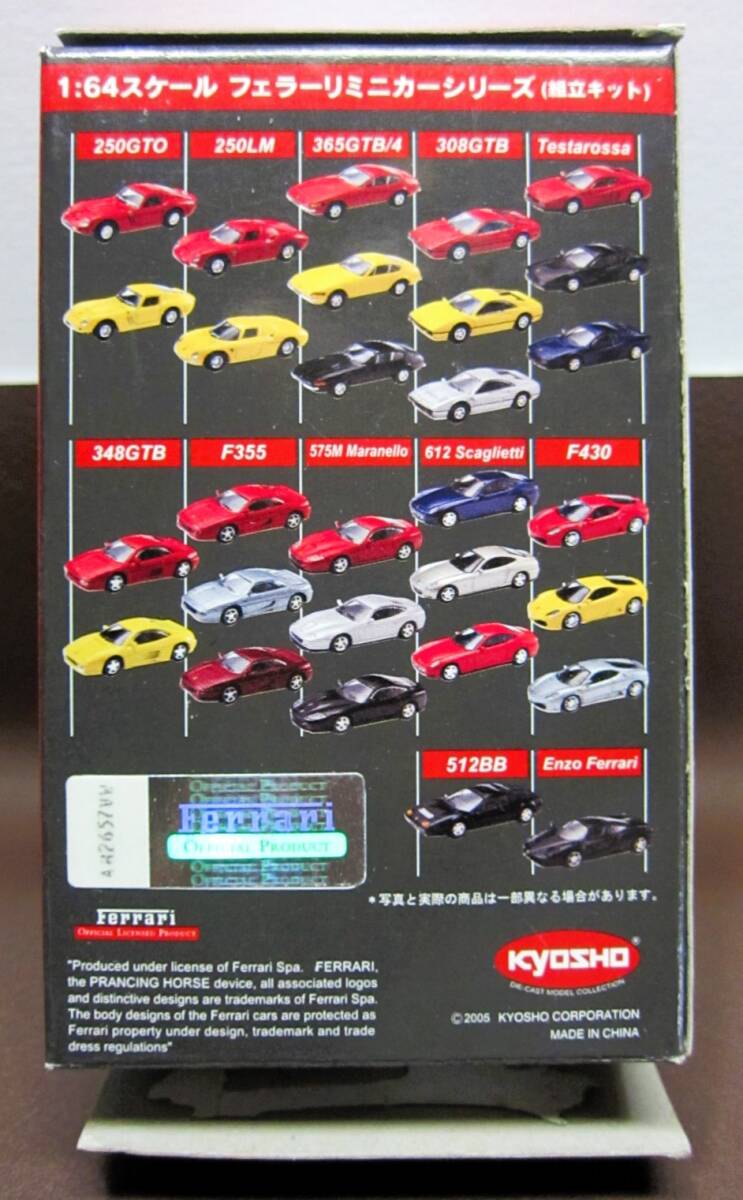 1:64スケール フェラーリミニカーシリーズ(組立キット)
250GTO 250LM 365GTB/4 308GTB Testarossa
348GTB F355 575M Maranello 612 Scaglietti F430
512BB Enzo Ferrari
Official Product
Ferrari
Official Product
Official Product
*写真と実際の商品は一部異なる場合があります。
Ferrari
Official Licensed Product
KYOSHO®
DIE-CAST MODEL COLLECTION
"Produced under license of Ferrari Spa. FERRARI,
the PRANCING HORSE device, all associated logos
and distinctive designs are trademarks of Ferrari Spa.
The body designs of the Ferrari cars are protected as
Ferrari property under design, trademark and trade
dress regulations"
©2005 KYOSHO CORPORATION
MADE IN CHINA